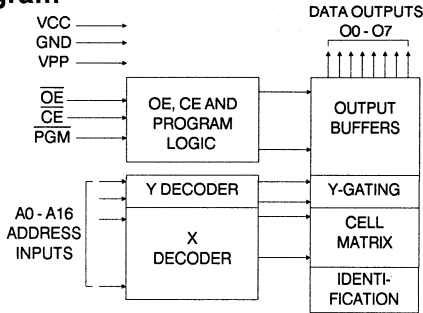 gram
DATA OUTPUTS
O0 - O7
VCC
GND
VPP
OE
CE
PGM
OE, CE AND
PROGRAM
LOGIC
OUTPUT
BUFFERS
A0 - A16
ADDRESS
INPUTS
Y DECODER
X
DECODER
Y-GATING
CELL
MATRIX
IDENTI-
FICATION